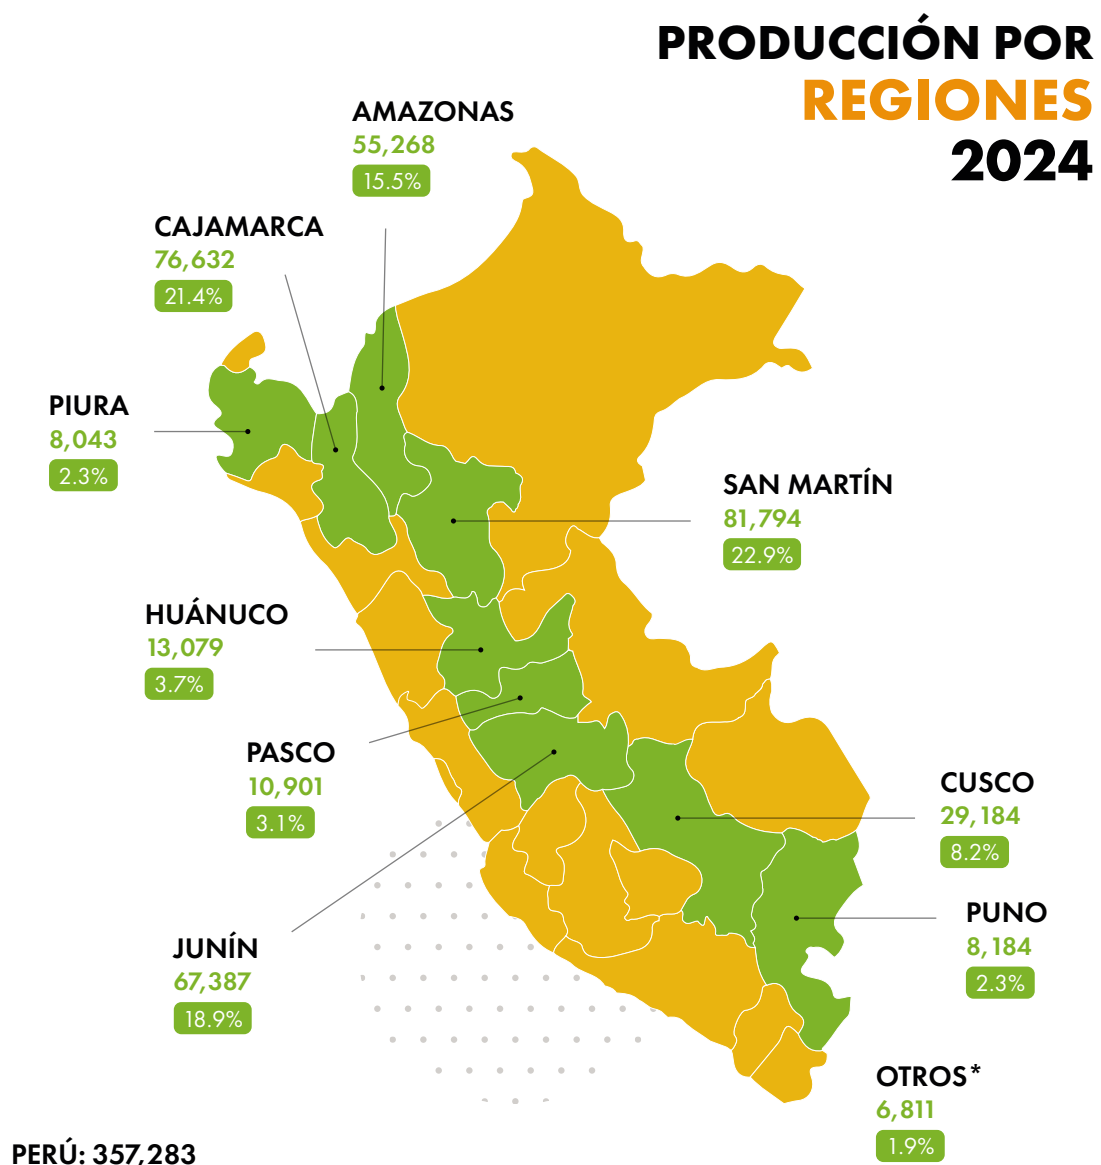 PRODUCCIÓN POR
REGIONES
2024
AMAZONAS
55,268
15.5%
CAJAMARCA
76,632
21.4%
PIURA
8,043
2.3%
SAN MARTÍN
81,794
22.9%
HUÁNUCO
13,079
3.7%
PASCO
10,901
3.1%
CUSCO
29,184
8.2%
PUNO
8,184
2.3%
JUNÍN
67,387
18.9%
OTROS*
6,811
1.9%
PERÚ: 357,283